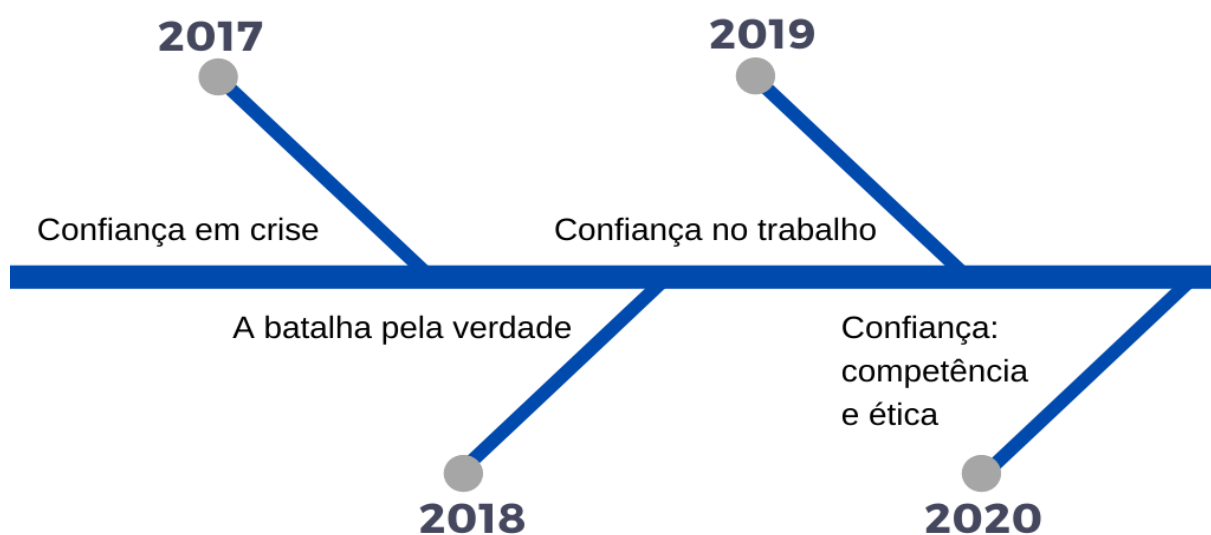 2017
2019
Confiança em crise
Confiança no trabalho
A batalha pela verdade
Confiança:
competência
e ética
2018
2020